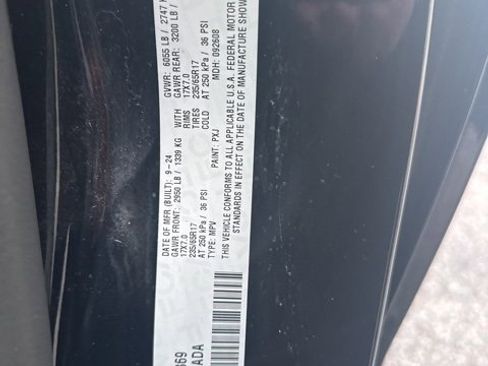 DATE OF MFR (BUILT): 9-24 GVWR: 6055 LB / 2747 K
GAWR FRONT: 2950 LB / 1339 KG WITH GAWR REAR: 3200 LB /
17X7.0 RIMS 17X7.0
235/65R17 TIRES 235/65R17
AT 250 kPa / 36 PSI COLD AT 250 kPa / 36 PSI
TYPE: MPV PAINT: PXJ MDH: 092608
THIS VEHICLE CONFORMS TO ALL APPLICABLE U.S.A. FEDERAL MOTOR
STANDARDS IN EFFECT ON THE DATE OF MANUFACTURE SHOW
869
ADA